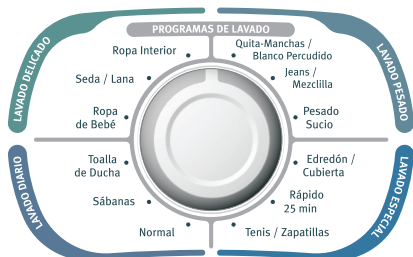 PROGRAMAS DE LAVADO
LAVADO DELICADO
Ropa Interior
Seda / Lana
Ropa
de Bebé
LAVADO PESADO
Quita-Manchas /
Blanco Percudido
Jeans /
Mezclilla
Pesado
Sucio
LAVADO DIARIO
Toalla
de Ducha
Sábanas
Normal
LAVADO ESPECIAL
Edredón /
Cubierta
Rápido
25 min
Tenis / Zapatillas